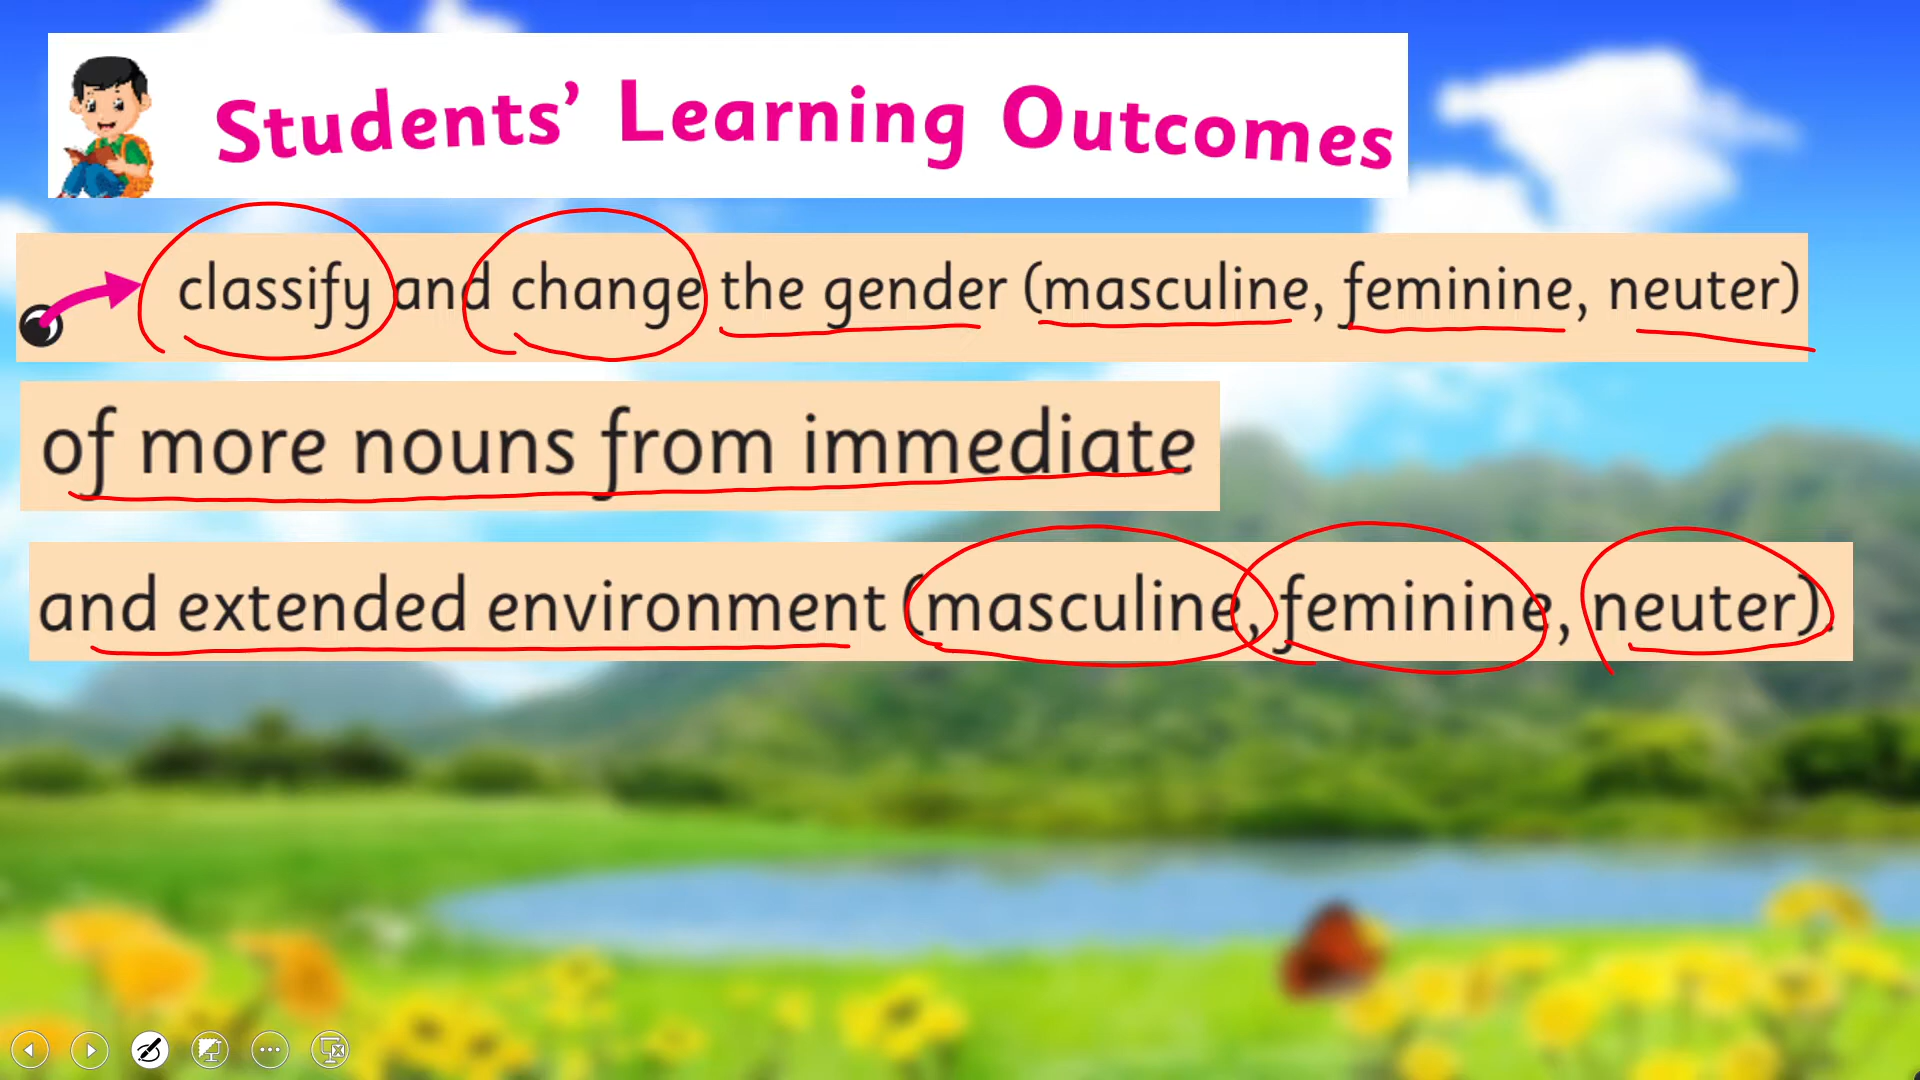 Students’ Learning Outcomes
classify and change the gender (masculine, feminine, neuter)
of more nouns from immediate
and extended environment (masculine, feminine, neuter).